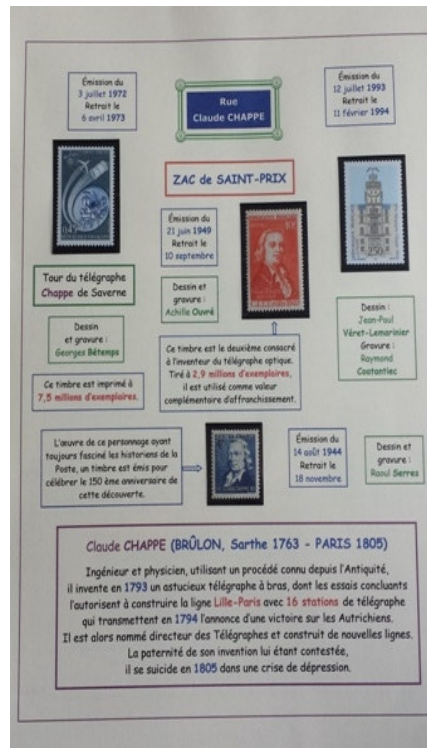 Émission du
3 juillet 1972
Retrait le
6 avril 1973
Rue
Claude CHAPPE
12 juillet 1993
Émission du
Retrait le
11 février 1994
ZAC de SAINT-PRIX
Émission du
21 juin 1949
Retrait le
10 septembre
Tour du télégraphe
Chappe de Saverne
Dessin
et gravure :
Georges Bétemps
Ce timbre est imprimé à
7,5 millions d'exemplaires.
Dessin et
gravure :
Achille Ouvré
Ce timbre est le deuxième consacré
à l'inventeur du télégraphe optique.
Tiré à 2,9 millions d'exemplaires,
il est utilisé comme valeur
complémentaire d'affranchissement.
2,50
Dessin :
Jean-Paul
Véret-Lemarinier
Gravure :
Raymond
Coatantiec
L'œuvre de ce personnage ayant
toujours fasciné les historiens de la
Poste, un timbre est émis pour
célébrer le 150 ème anniversaire de
cette découverte.
Émission du
14 août 1944
Retrait le
18 novembre
Dessin et
gravure :
Raoul Serres
Claude CHAPPE (BRÛLON, Sarthe 1763 - PARIS 1805)
Ingénieur et physicien, utilisant un procédé connu depuis l'Antiquité,
il invente en 1793 un astucieux télégraphe à bras, dont les essais concluants
l'autorisent à construire la ligne Lille-Paris avec 16 stations de télégraphe
qui transmettent en 1794 l'annonce d'une victoire sur les Autrichiens.
Il est alors nommé directeur des Télégraphes et construit de nouvelles lignes.
La paternité de son invention lui étant contestée,
il se suicide en 1805 dans une crise de dépression.